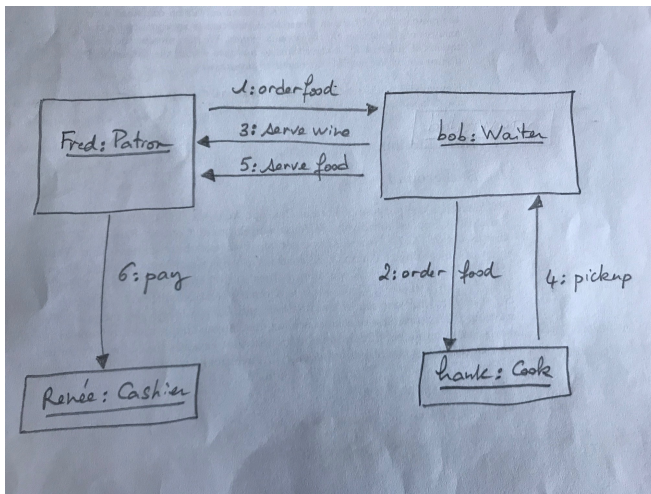 1: order food
Fred: Patron
3: serve wine
bob: Waiter
5: serve food
6: pay
2: order food
4: pickup
Renée: Cashier
hank: Cook